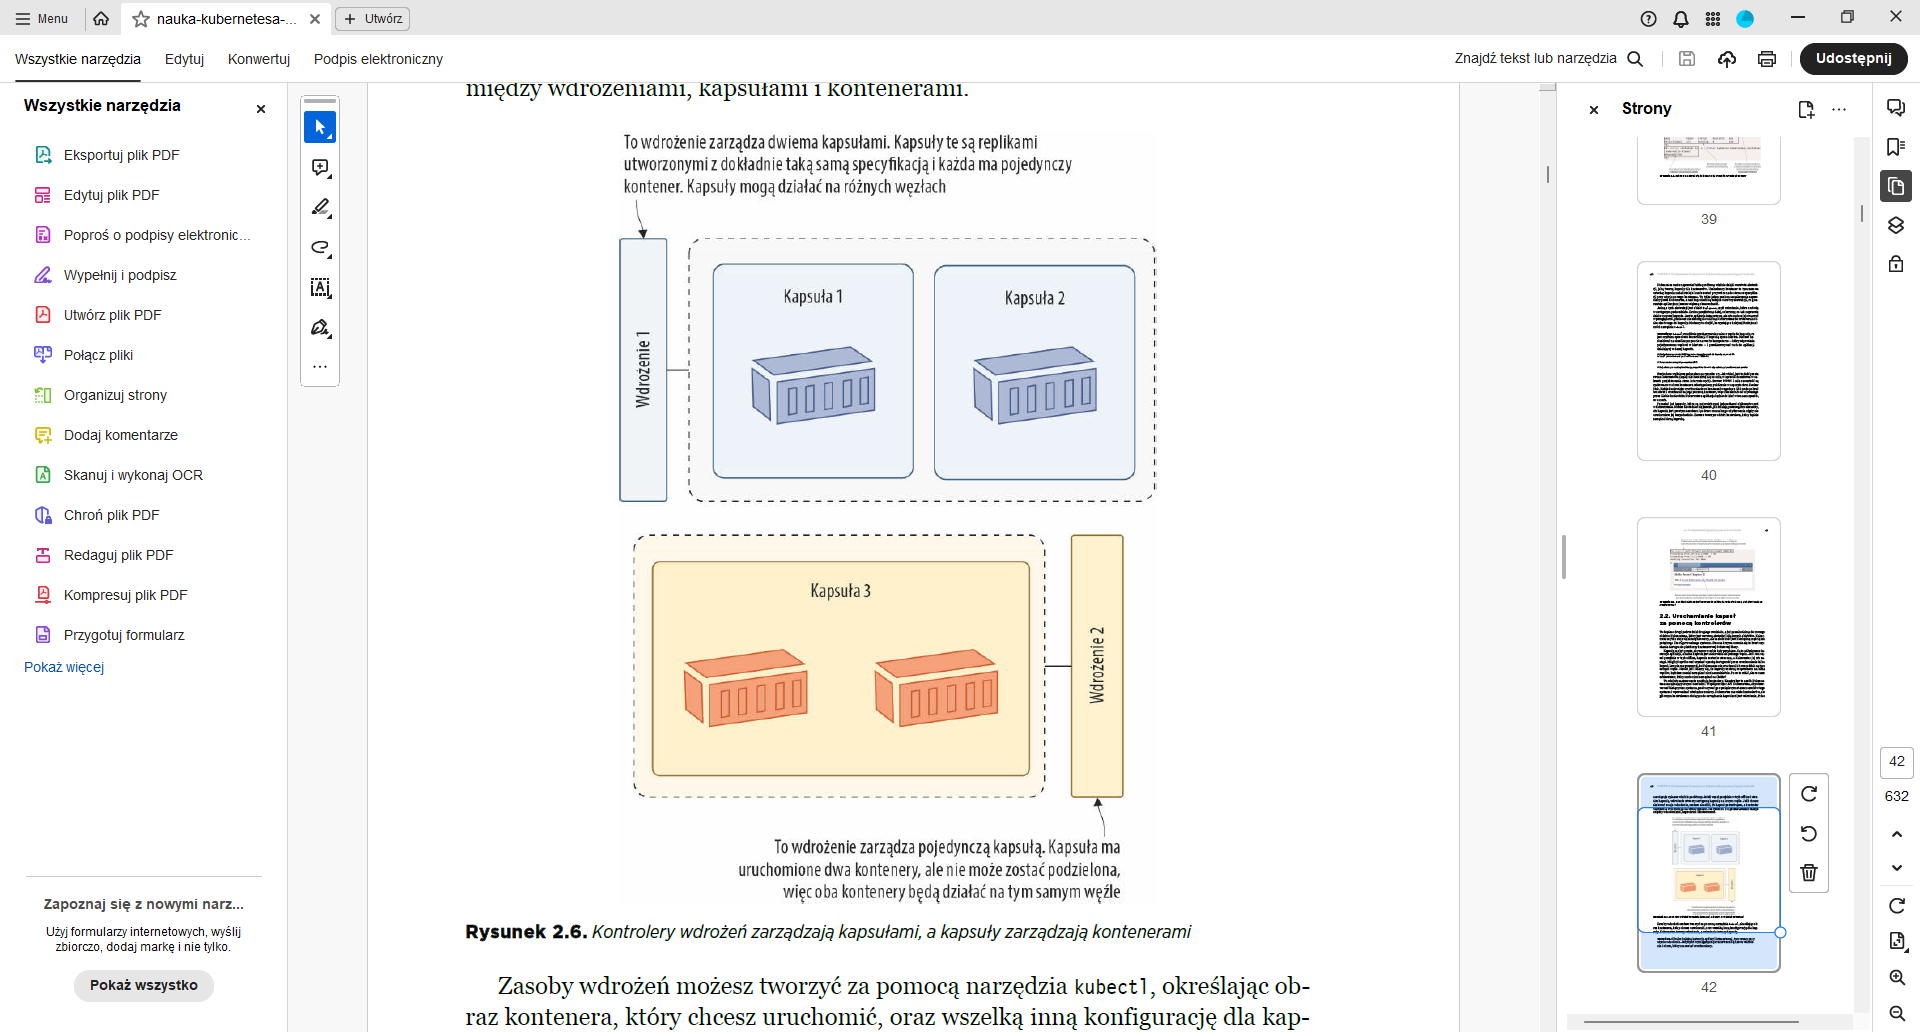 Menu
nauka-kubernetesa-...
Utwórz
Wszystkie narzędzia
Edytuj
Konwertuj
Podpis elektroniczny
Znajdź tekst lub narzędzia
Udostępnij
Wszystkie narzędzia
Eksportuj plik PDF
Edytuj plik PDF
Poproś o podpisy elektronic...
Wypełnij i podpisz
Utwórz plik PDF
Połącz pliki
Organizuj strony
Dodaj komentarze
Skanuj i wykonaj OCR
Chroń plik PDF
Redaguj plik PDF
Kompresuj plik PDF
Przygotuj formularz
Pokaż więcej
Zapoznaj się z nowymi narz...
Użyj formularzy internetowych, wyślij
zbiorczo, dodaj markę i nie tylko.
Pokaż wszystko
między wdrożeniami, kapsułami i kontenerami.
To wdrożenie zarządza dwiema kapsułami. Kapsuły te są replikami
utworzonymi z dokładnie taką samą specyfikacją i każda ma pojedynczy
kontener. Kapsuły mogą działać na różnych węzłach
Wdrożenie 1
Kapsuła 1
Kapsuła 2
Kapsuła 3
Wdrożenie 2
To wdrożenie zarządza pojedynczą kapsułą. Kapsuła ma
uruchomione dwa kontenery, ale nie może zostać podzielona,
więc oba kontenery będą działać na tym samym węźle
Rysunek 2.6. Kontrolery wdrożeń zarządzają kapsułami, a kapsuły zarządzają kontenerami
Zasoby wdrożeń możesz tworzyć za pomocą narzędzia kubectl, określając ob-
raz kontenera, który chcesz uruchomić, oraz wszelką inną konfigurację dla kap-
Strony
39
40
2.2. Uruchamianie kapsuł
za pomocą kontrolerów
41
42
42
632